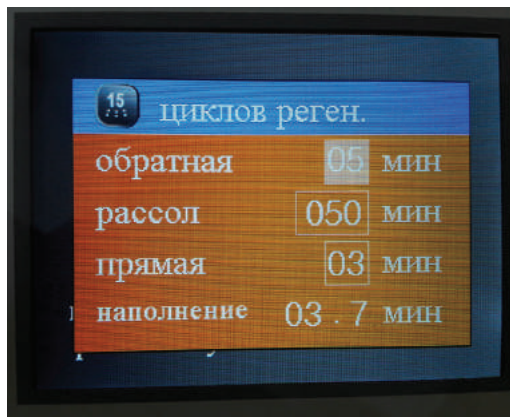 15
циклов реген.
обратная 05 мин
рассол 050 мин
прямая 03 мин
наполнение 03.7 мин